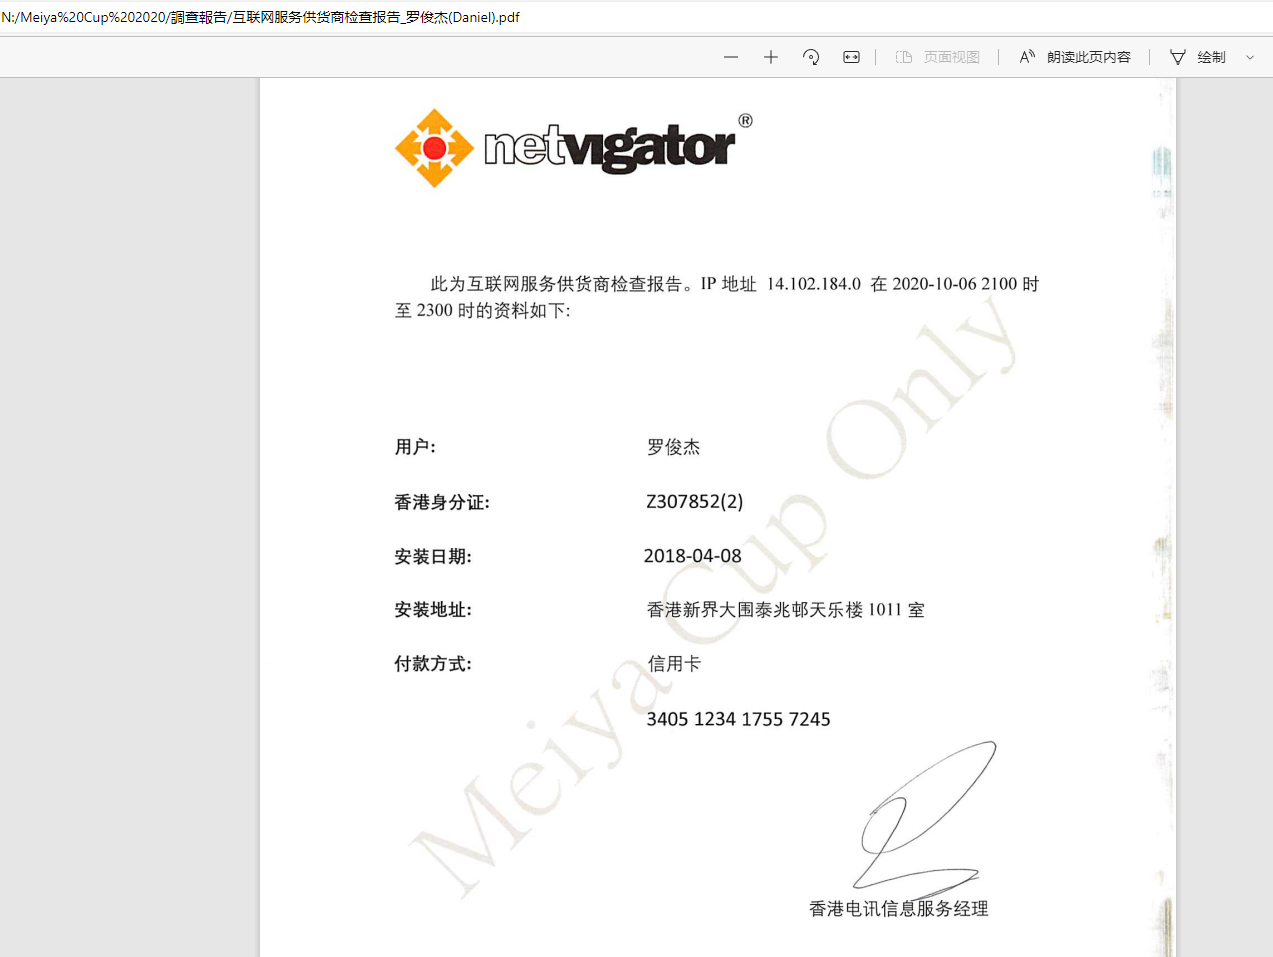 N:/Meiya%20Cup%202020/調查報告/互联网服务供货商检查报告_罗俊杰(Daniel).pdf
页面视图 A 朗读此页内容 绘制
netvigator®
此为互联网服务供货商检查报告。IP 地址 14.102.184.0 在 2020-10-06 2100 时
至 2300 时的资料如下:
用户: 罗俊杰
香港身分证: Z307852(2)
安装日期: 2018-04-08
安装地址: 香港新界大围泰兆邨天乐楼 1011 室
付款方式: 信用卡
3405 1234 1755 7245
香港电讯信息服务经理
Meiya Cup Only